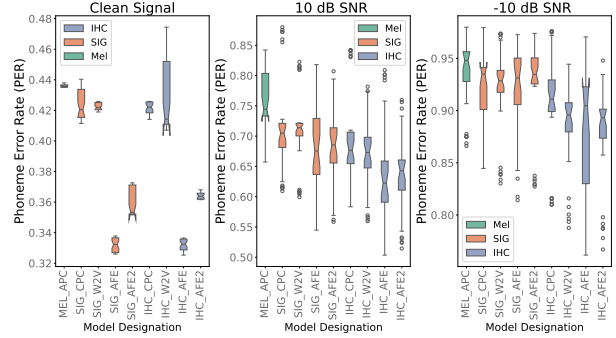 Clean Signal
Phoneme Error Rate (PER)
0.48
0.46
0.44
0.42
0.40
0.38
0.36
0.34
0.32
IHC
SIG
Mel
MEL_APC
SIG_CPC
SIG_W2V
SIG_AFE
SIG_AFE2
IHC_CPC
IHC_W2V
IHC_AFE
IHC_AFE2
Model Designation
10 dB SNR
Phoneme Error Rate (PER)
0.85
0.80
0.75
0.70
0.65
0.60
0.55
0.50
Mel
SIG
IHC
MEL_APC
SIG_CPC
SIG_W2V
SIG_AFE
SIG_AFE2
IHC_CPC
IHC_W2V
IHC_AFE
IHC_AFE2
Model Designation
-10 dB SNR
Phoneme Error Rate (PER)
0.95
0.90
0.85
0.80
Mel
SIG
IHC
MEL_APC
SIG_CPC
SIG_W2V
SIG_AFE
SIG_AFE2
IHC_CPC
IHC_W2V
IHC_AFE
IHC_AFE2
Model Designation